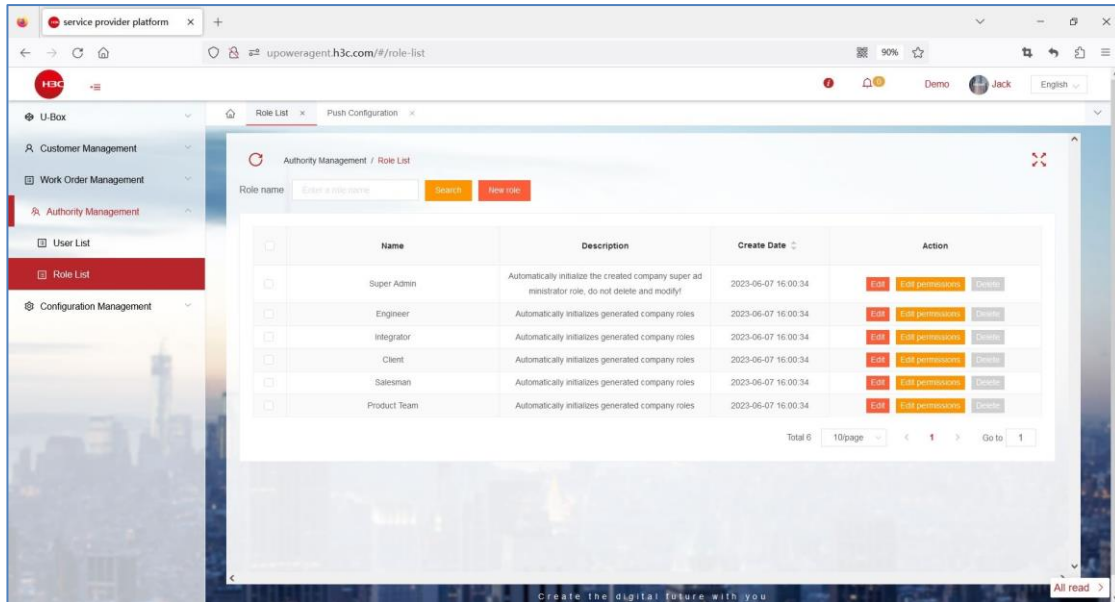 service provider platform
upoweragent.h3c.com/#/role-list
90%
H3C
0
Demo
Jack
English
U-Box
Customer Management
Work Order Management
Authority Management
User List
Role List
Configuration Management
Role List
Push Configuration
Authority Management / Role List
Role name
Enter a role name
Search
New role
Name Description Create Date Action
Super Admin
Automatically initialize the created company super ad
ministrator role, do not delete and modify!
2023-06-07 16:00:34
Edit Edit permissions Delete
Engineer Automatically initializes generated company roles 2023-06-07 16:00:34 Edit Edit permissions Delete
Integrator Automatically initializes generated company roles 2023-06-07 16:00:34 Edit Edit permissions Delete
Client Automatically initializes generated company roles 2023-06-07 16:00:34 Edit Edit permissions Delete
Salesman Automatically initializes generated company roles 2023-06-07 16:00:34 Edit Edit permissions Delete
Product Team Automatically initializes generated company roles 2023-06-07 16:00:34 Edit Edit permissions Delete
Total 6 10/page 1 Go to 1
All read
Create the digital future with you